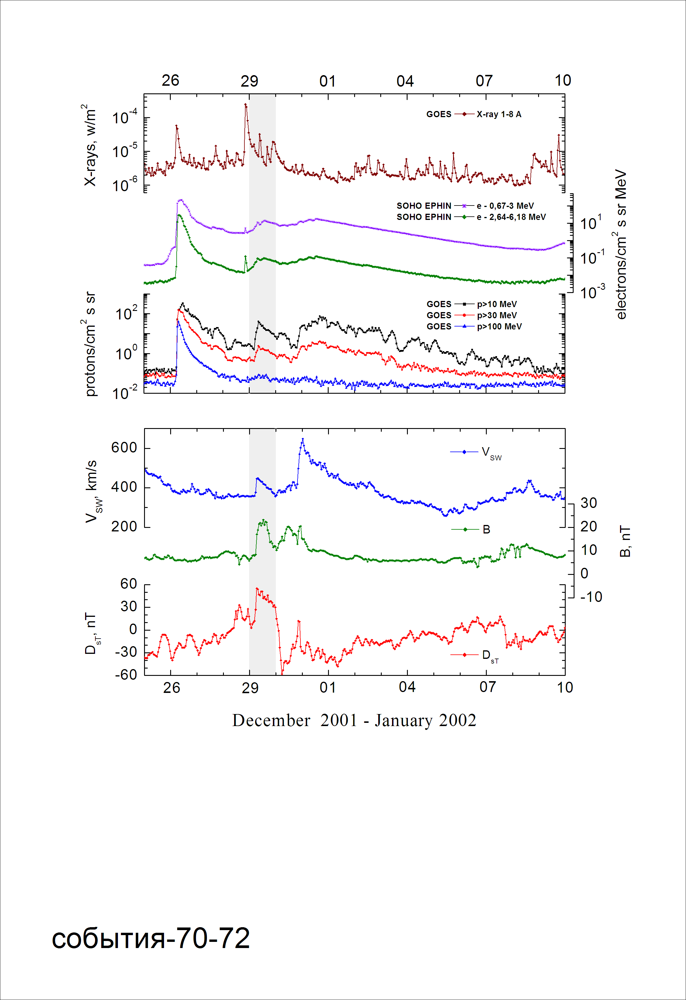 26 29 01 04 07 10
X-rays, w/m²
10⁻⁴
10⁻⁵
10⁻⁶
GOES X-ray 1-8 A
SOHO EPHIN e - 0,67-3 MeV
SOHO EPHIN e - 2,64-6,18 MeV
10¹
10⁻¹
10⁻³
electrons/cm² s sr MeV
protons/cm² s sr
10²
10⁰
10⁻²
GOES p>10 MeV
GOES p>30 MeV
GOES p>100 MeV
V_SW, km/s
600
400
200
V_SW
B
30
20
10
0
-10
B, nT
D_sT, nT
60
30
0
-30
-60
D_sT
26 29 01 04 07 10
December 2001 - January 2002
события-70-72